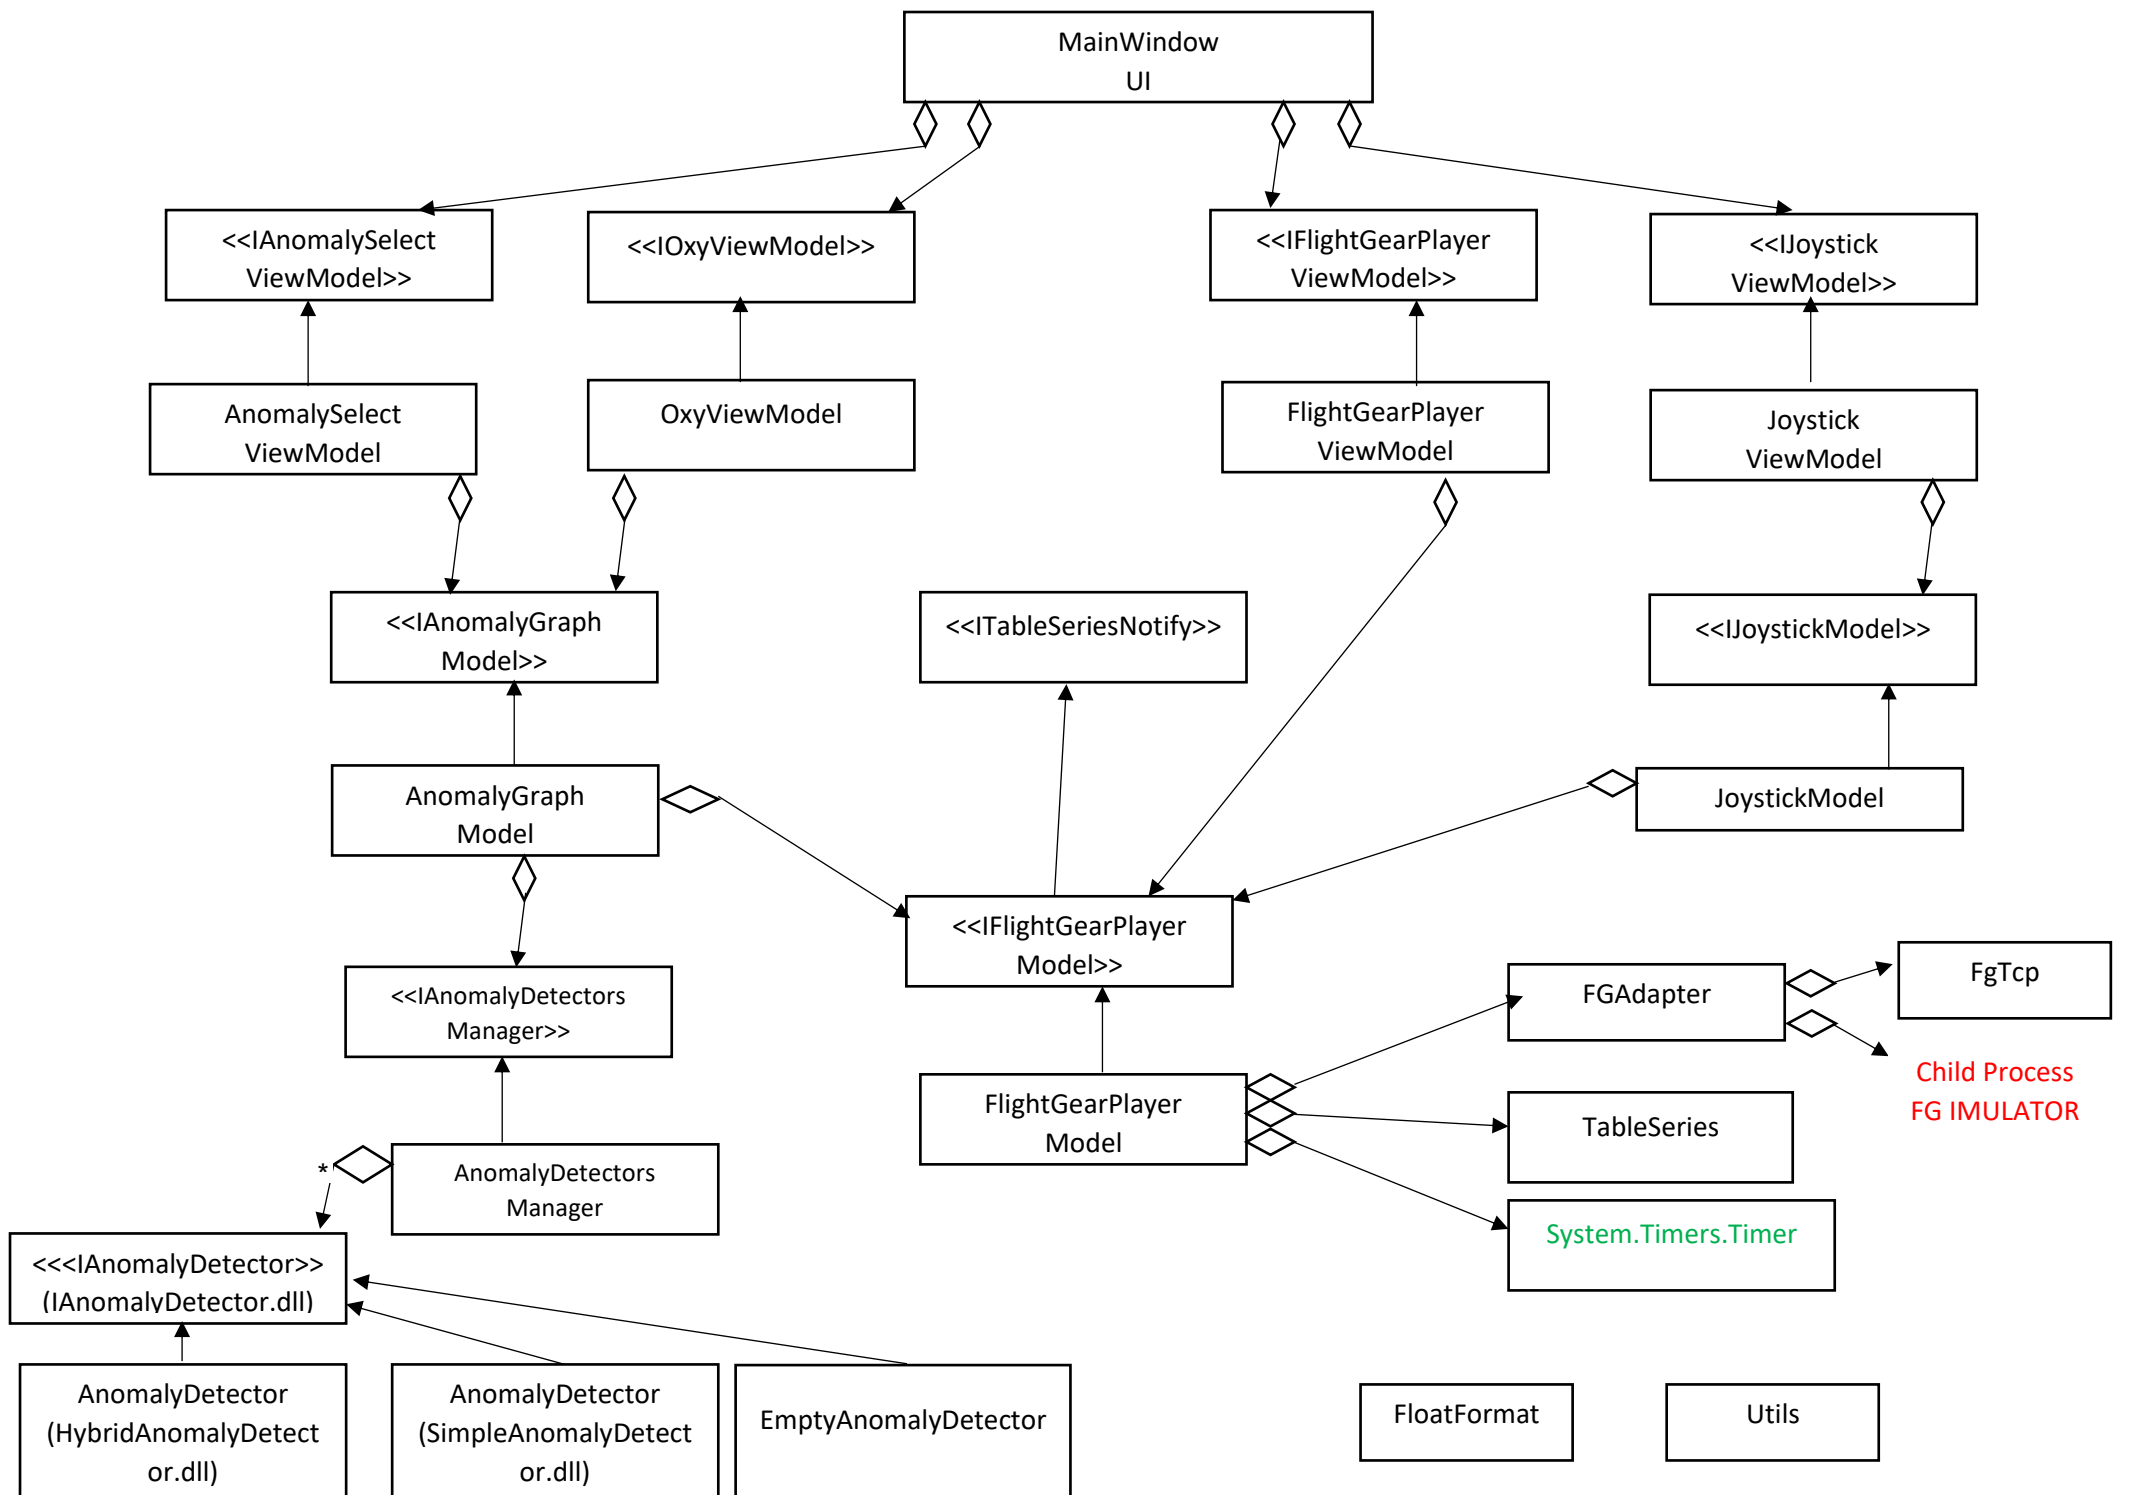 MainWindow
UI
<<IAnomalySelect
ViewModel>>
<<IOxyViewModel>>
<<IFlightGearPlayer
ViewModel>>
<<IJoystick
ViewModel>>
AnomalySelect
ViewModel
OxyViewModel
FlightGearPlayer
ViewModel
Joystick
ViewModel
<<IAnomalyGraph
Model>>
<<ITableSeriesNotify>>
<<IJoystickModel>>
AnomalyGraph
Model
JoystickModel
<<IFlightGearPlayer
Model>>
<<IAnomalyDetectors
Manager>>
FGAdapter
FgTcp
Child Process
FG IMULATOR
FlightGearPlayer
Model
TableSeries
AnomalyDetectors
Manager
*
System.Timers.Timer
<<<IAnomalyDetector>>
(IAnomalyDetector.dll)
AnomalyDetector
(HybridAnomalyDetect
or.dll)
AnomalyDetector
(SimpleAnomalyDetect
or.dll)
EmptyAnomalyDetector
FloatFormat
Utils